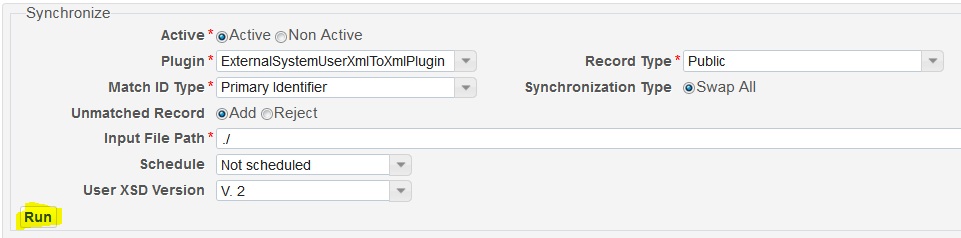 Synchronize
Active * Active Non Active
Plugin * ExternalSystemUserXmlToXmlPlugin Record Type * Public
Match ID Type * Primary Identifier Synchronization Type Swap All
Unmatched Record Add Reject
Input File Path * ./
Schedule Not scheduled
User XSD Version V. 2
Run